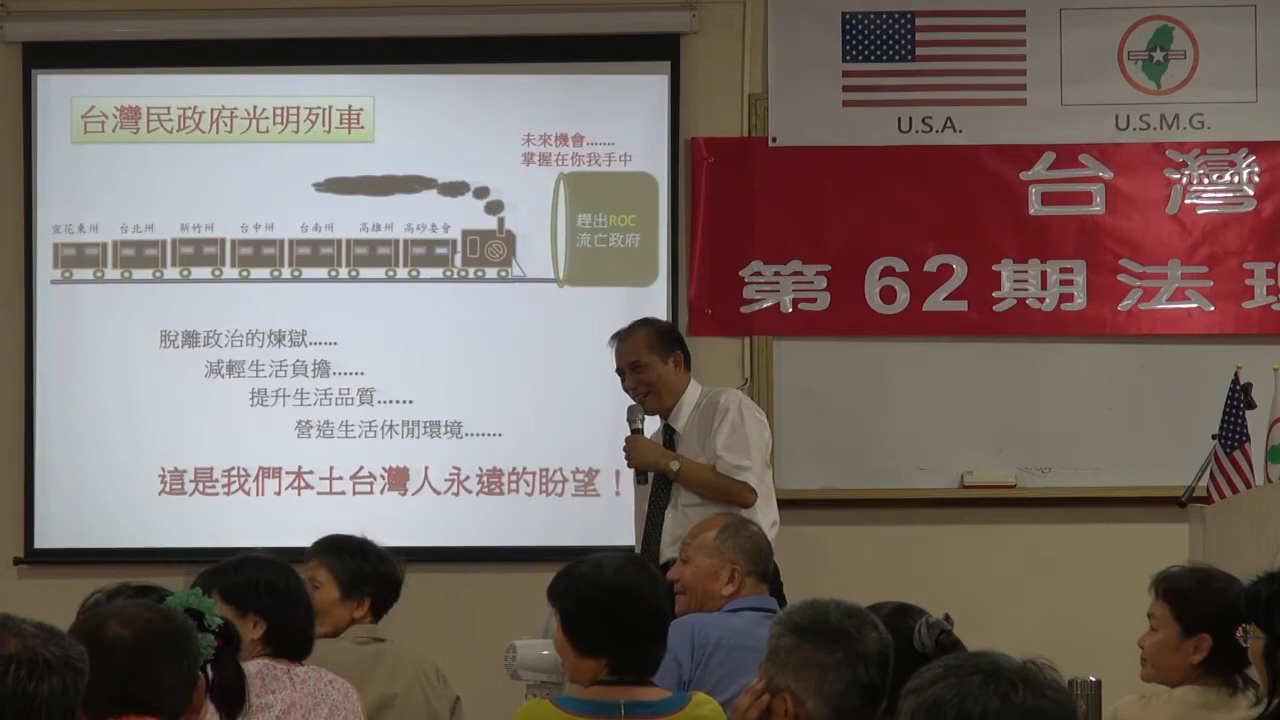 台灣民政府光明列車
未來機會.......
掌握在你我手中
宜花東州 台北州 新竹州 台中州 台南州 高雄州 高砂委會
趕出ROC
流亡政府
脫離政治的煉獄......
減輕生活負擔......
提升生活品質......
營造生活休閒環境.......
這是我們本土台灣人永遠的盼望！
U.S.A.
U.S.M.G.
台灣
第62期法理